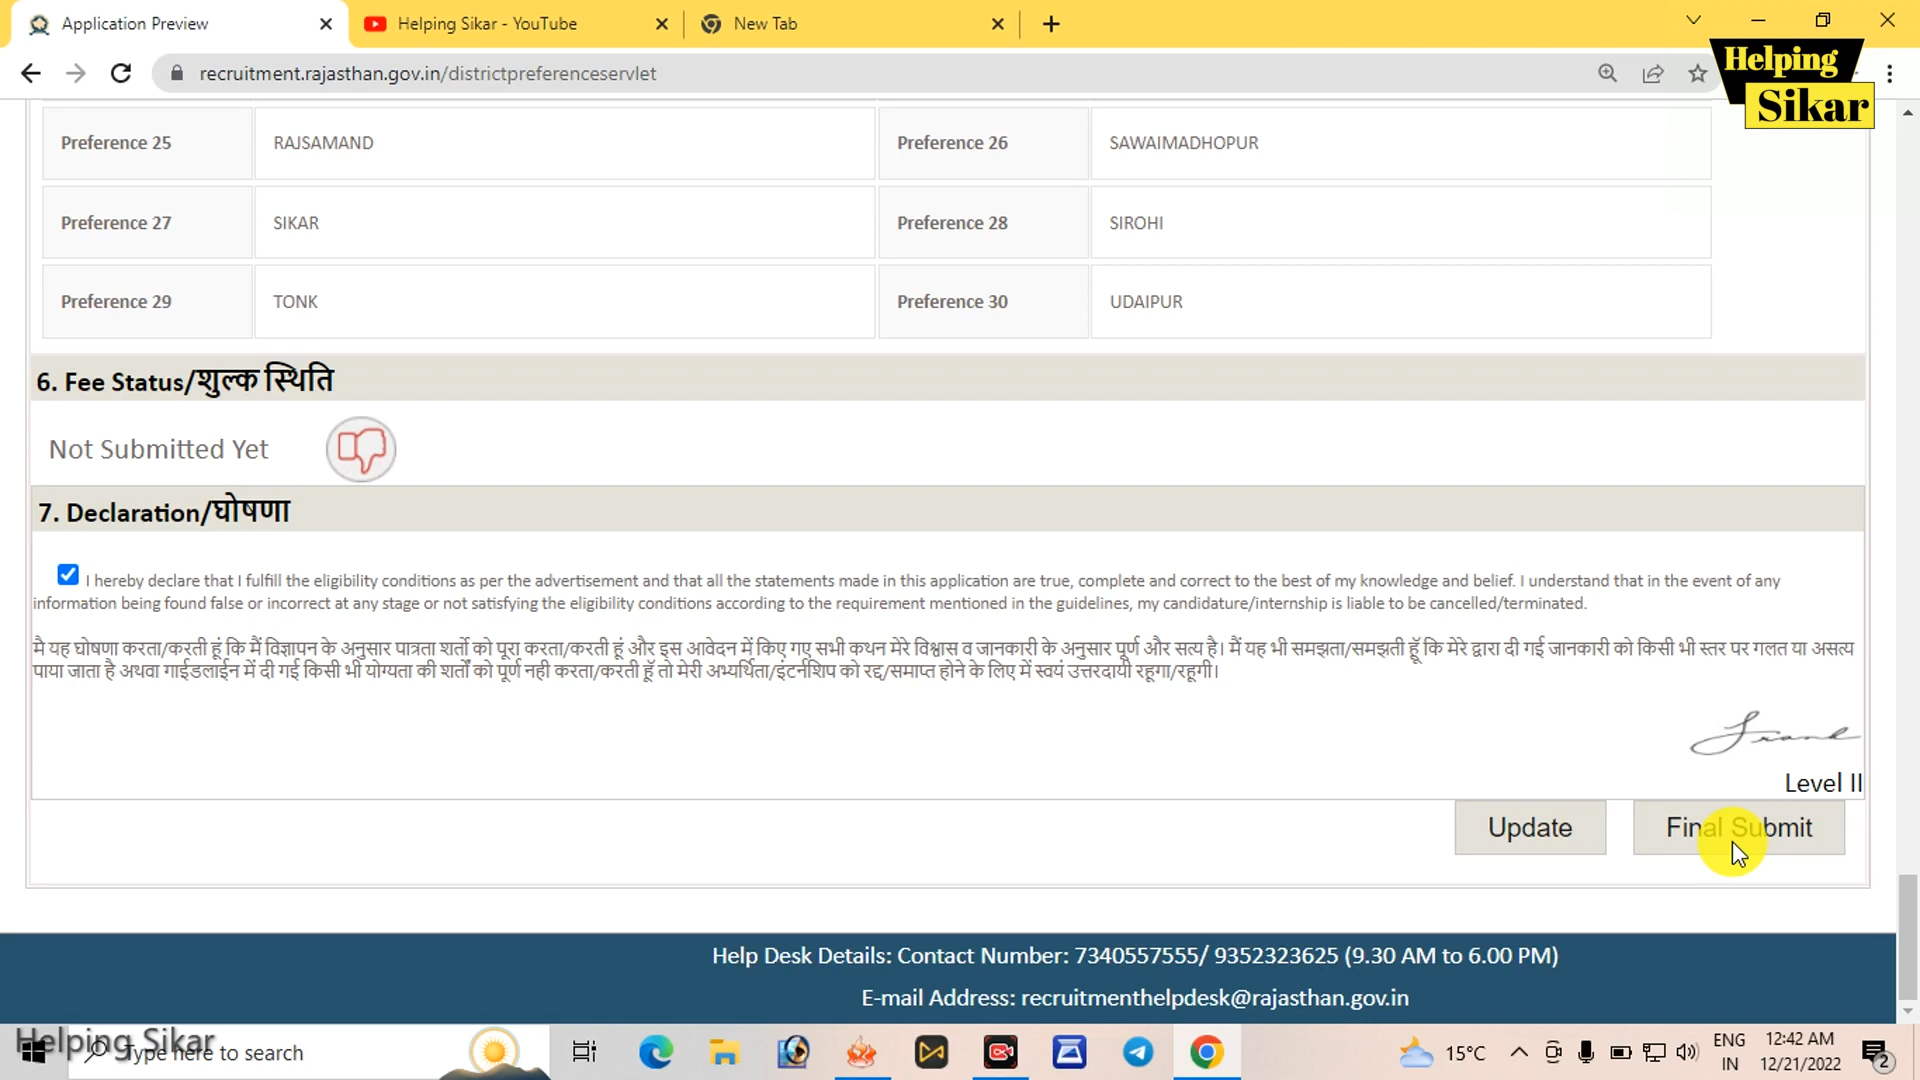 Application Preview
Helping Sikar - YouTube
New Tab
recruitment.rajasthan.gov.in/districtpreferenceservlet
Helping
Sikar
Preference 25 RAJSAMAND Preference 26 SAWAIMADHOPUR
Preference 27 SIKAR Preference 28 SIROHI
Preference 29 TONK Preference 30 UDAIPUR
6. Fee Status/शुल्क स्थिति
Not Submitted Yet
7. Declaration/घोषणा
I hereby declare that I fulfill the eligibility conditions as per the advertisement and that all the statements made in this application are true, complete and correct to the best of my knowledge and belief. I understand that in the event of any
information being found false or incorrect at any stage or not satisfying the eligibility conditions according to the requirement mentioned in the guidelines, my candidature/internship is liable to be cancelled/terminated.
मै यह घोषणा करता/करती हूं कि मैं विज्ञापन के अनुसार पात्रता शर्तो को पूरा करता/करती हूं और इस आवेदन में किए गए सभी कथन मेरे विश्वास व जानकारी के अनुसार पूर्ण और सत्य है। मैं यह भी समझता/समझती हूॅ कि मेरे द्वारा दी गई जानकारी को किसी भी स्तर पर गलत या असत्य
पाया जाता है अथवा गाईडलाईन में दी गई किसी भी योग्यता की शर्तों को पूर्ण नही करता/करती हूॅ तो मेरी अभ्यर्थिता/इंटर्नशिप को रद्द/समाप्त होने के लिए में स्वयं उत्तरदायी रहूगा/रहूगी।
Frank
Level II
Update Final Submit
Help Desk Details: Contact Number: 7340557555/ 9352323625 (9.30 AM to 6.00 PM)
E-mail Address: recruitmenthelpdesk@rajasthan.gov.in
Helping Sikar
Type here to search
15°C
ENG
IN
12:42 AM
12/21/2022
2